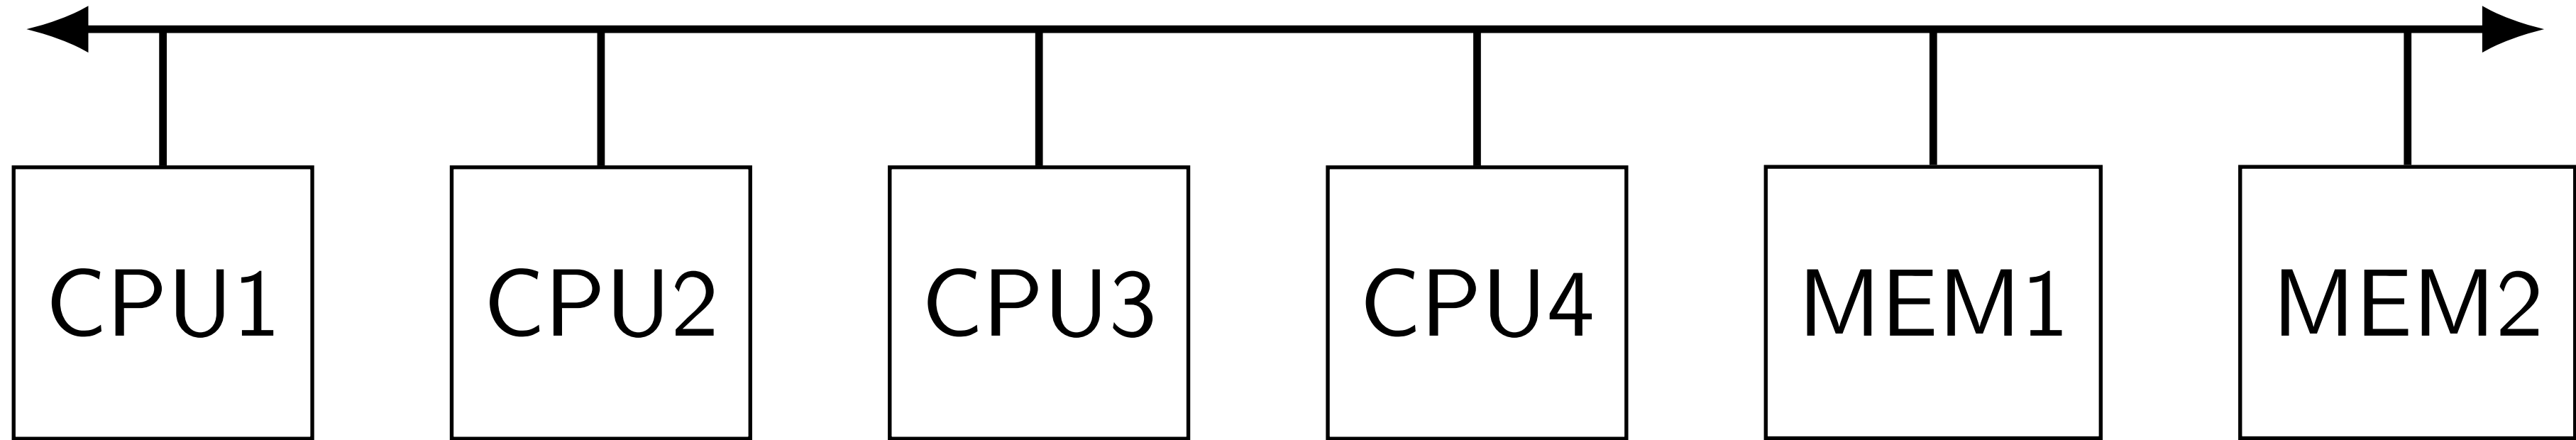 CPU1 CPU2 CPU3 CPU4 MEM1 MEM2